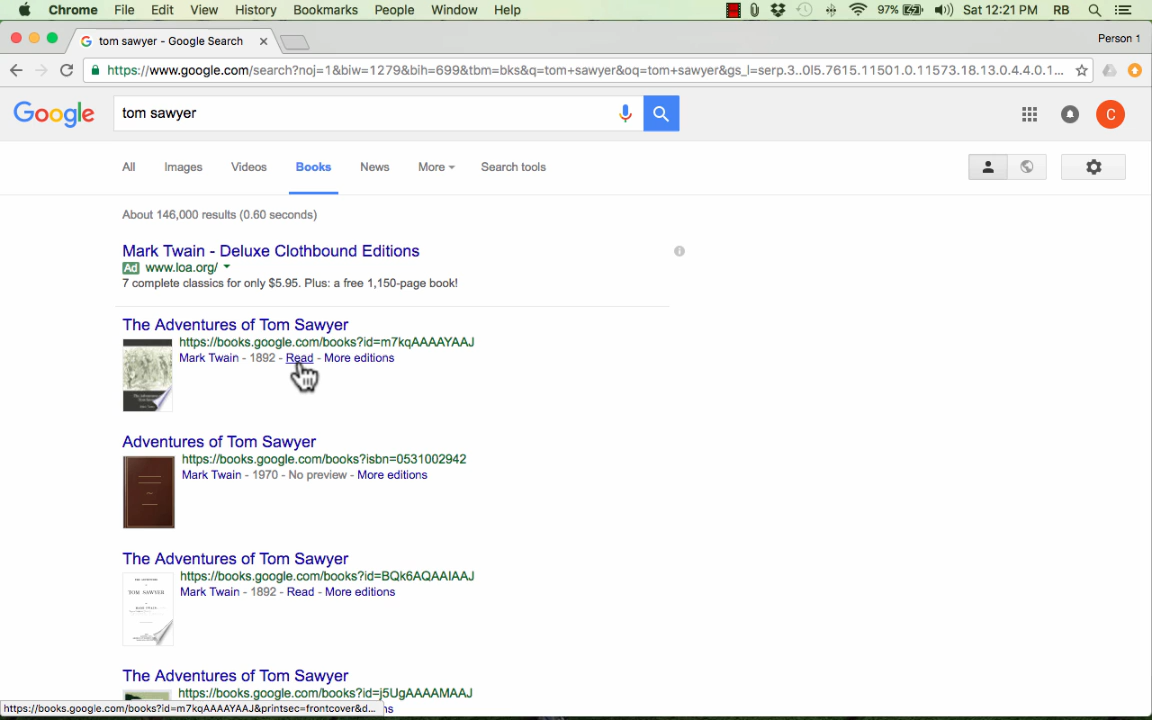 Chrome File Edit View History Bookmarks People Window Help 97% Sat 12:21 PM RB
tom sawyer - Google Search Person 1
https://www.google.com/search?noj=1&biw=1279&bih=699&tbm=bks&q=tom+sawyer&oq=tom+sawyer&gs_l=serp.3..0l5.7615.11501.0.11573.18.13.0.4.4.0.1...
Google tom sawyer C
All Images Videos Books News More Search tools
About 146,000 results (0.60 seconds)
Mark Twain - Deluxe Clothbound Editions
Ad www.loa.org/
7 complete classics for only $5.95. Plus: a free 1,150-page book!
The Adventures of Tom Sawyer
https://books.google.com/books?id=m7kqAAAAYAAJ
Mark Twain - 1892 - Read - More editions
Adventures of Tom Sawyer
https://books.google.com/books?isbn=0531002942
Mark Twain - 1970 - No preview - More editions
The Adventures of Tom Sawyer
https://books.google.com/books?id=BQk6AQAAIAAJ
Mark Twain - 1892 - Read - More editions
TOM SAWYER
The Adventures of Tom Sawyer
https://books.google.com/books?id=j5UgAAAAMAAJ
https://books.google.com/books?id=m7kqAAAAYAAJ&printsec=frontcover&d... ns